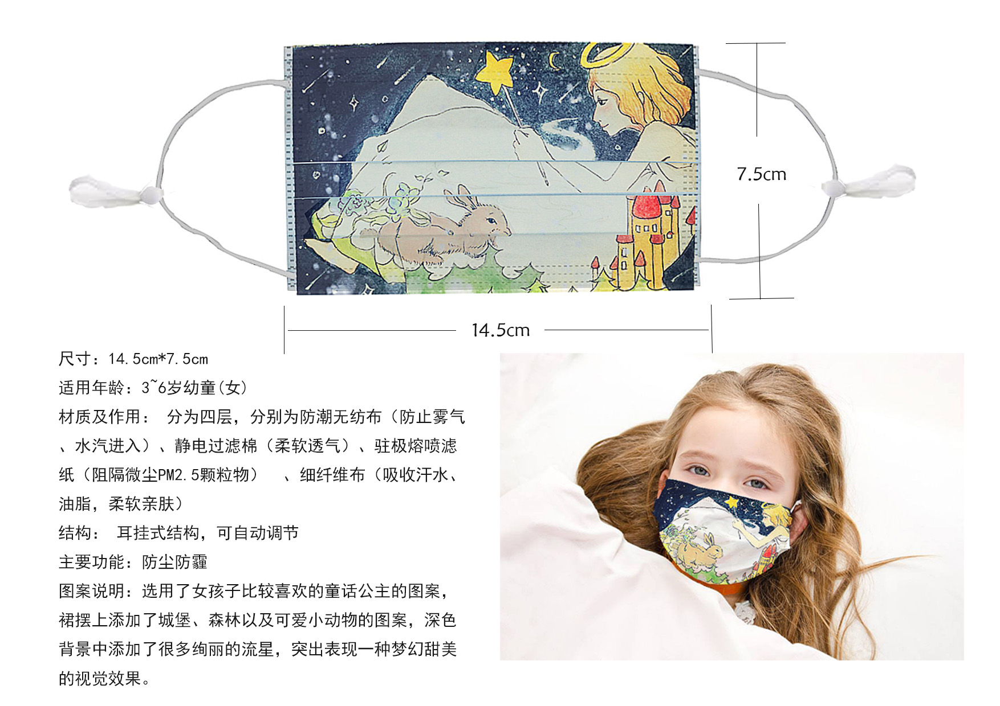 7.5cm
14.5cm
尺寸：14.5cm*7.5cm
适用年龄：3~6岁幼童(女)
材质及作用： 分为四层，分别为防潮无纺布（防止雾气
、水汽进入）、静电过滤棉（柔软透气）、驻极熔喷滤
纸（阻隔微尘PM2.5颗粒物） 、细纤维布（吸收汗水、
油脂，柔软亲肤）
结构： 耳挂式结构，可自动调节
主要功能：防尘防霾
图案说明：选用了女孩子比较喜欢的童话公主的图案，
裙摆上添加了城堡、森林以及可爱小动物的图案，深色
背景中添加了很多绚丽的流星，突出表现一种梦幻甜美
的视觉效果。